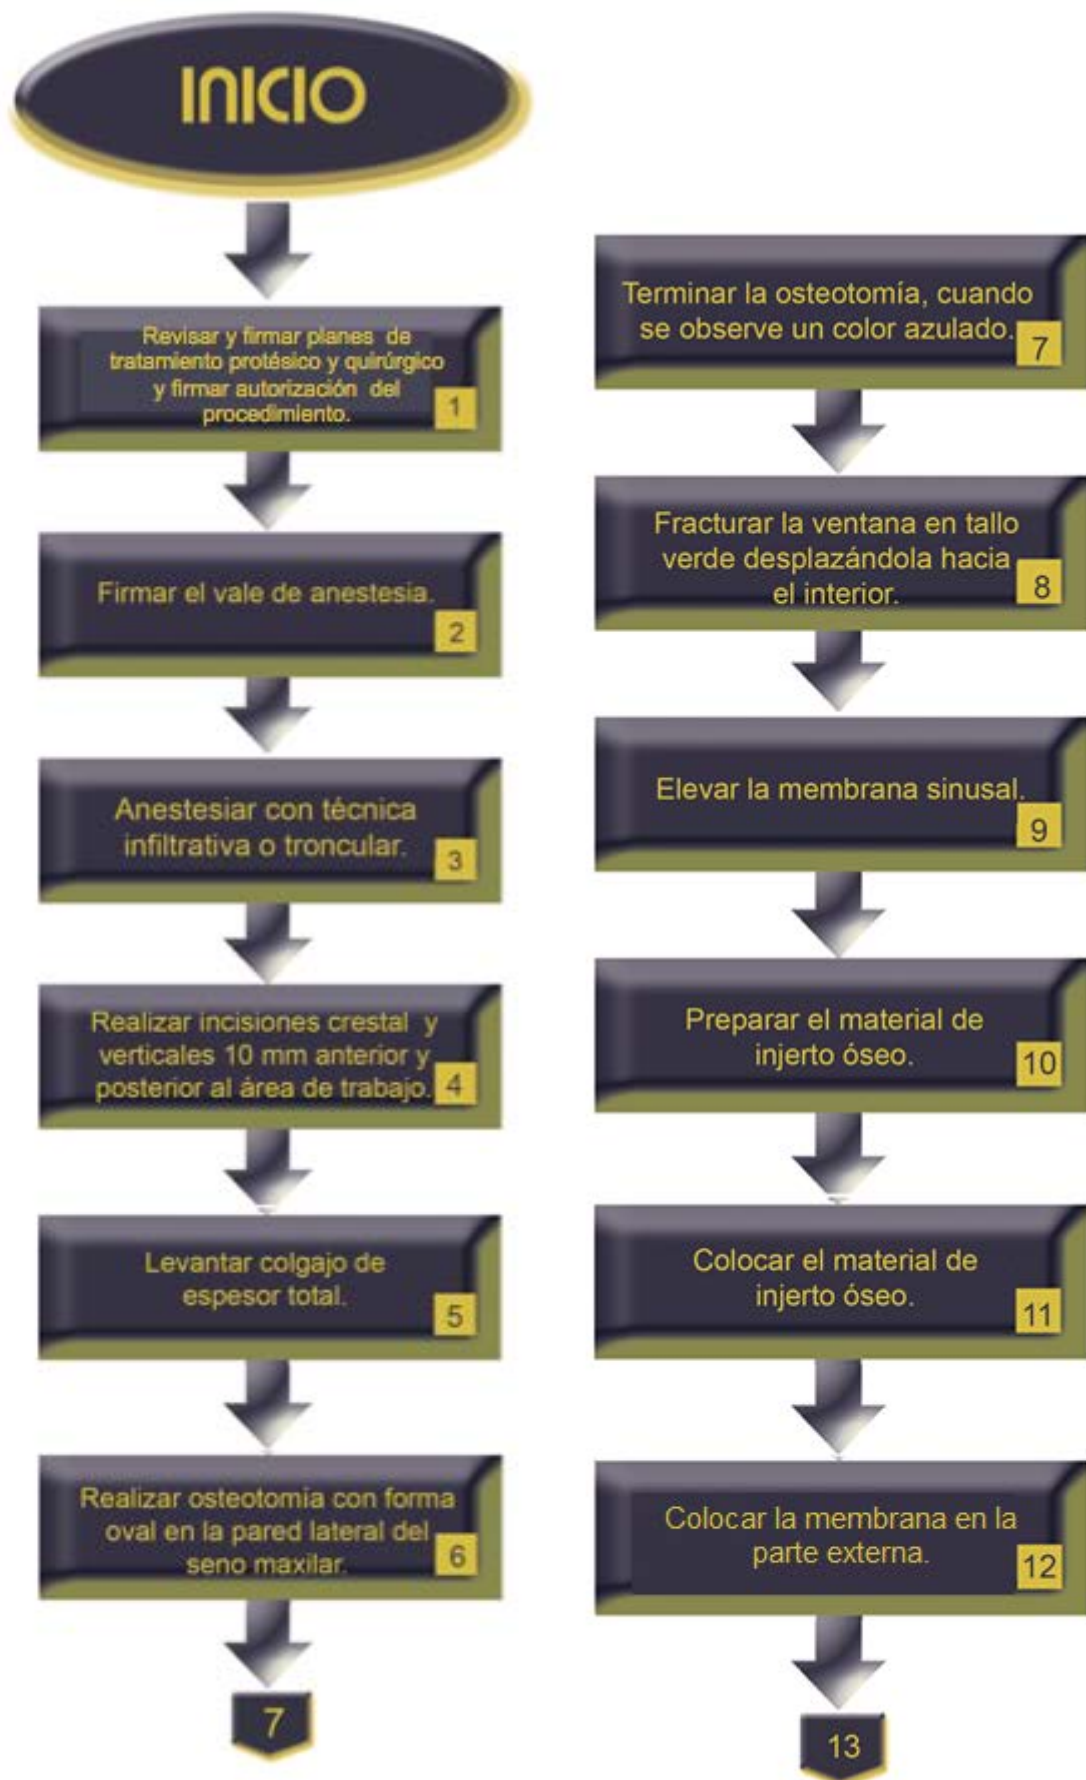 INICIO
Revisar y firmar planes de
tratamiento protésico y quirúrgico
y firmar autorización del
procedimiento.
1
Firmar el vale de anestesia.
2
Anestesiar con técnica
infiltrativa o troncular.
3
Realizar incisiones crestal y
verticales 10 mm anterior y
posterior al área de trabajo.
4
Levantar colgajo de
espesor total.
5
Realizar osteotomía con forma
oval en la pared lateral del
seno maxilar.
6
7
Terminar la osteotomía, cuando
se observe un color azulado.
7
Fracturar la ventana en tallo
verde desplazándola hacia
el interior.
8
Elevar la membrana sinusal.
9
Preparar el material de
injerto óseo.
10
Colocar el material de
injerto óseo.
11
Colocar la membrana en la
parte externa.
12
13